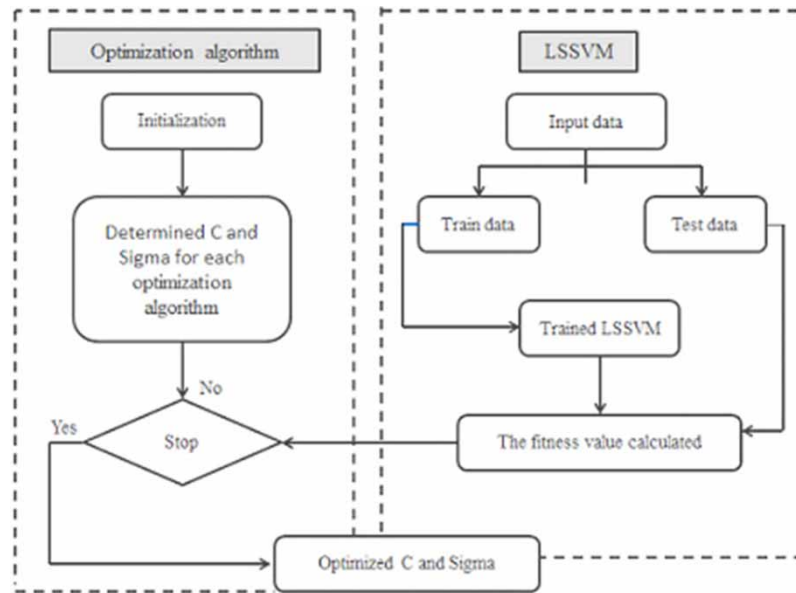 Optimization algorithm
Initialization
Determined C and
Sigma for each
optimization
algorithm
No
Yes
Stop
LSSVM
Input data
Train data
Test data
Trained LSSVM
The fitness value calculated
Optimized C and Sigma